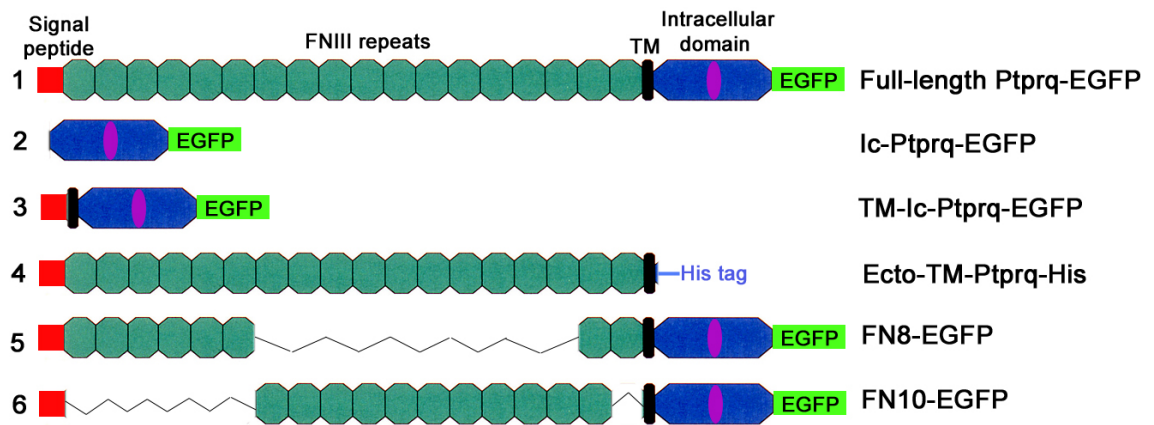 Signal
peptide
FNIII repeats
TM
Intracellular
domain
1 EGFP Full-length Ptprq-EGFP
2 EGFP Ic-Ptprq-EGFP
3 EGFP TM-Ic-Ptprq-EGFP
4 His tag Ecto-TM-Ptprq-His
5 EGFP FN8-EGFP
6 EGFP FN10-EGFP